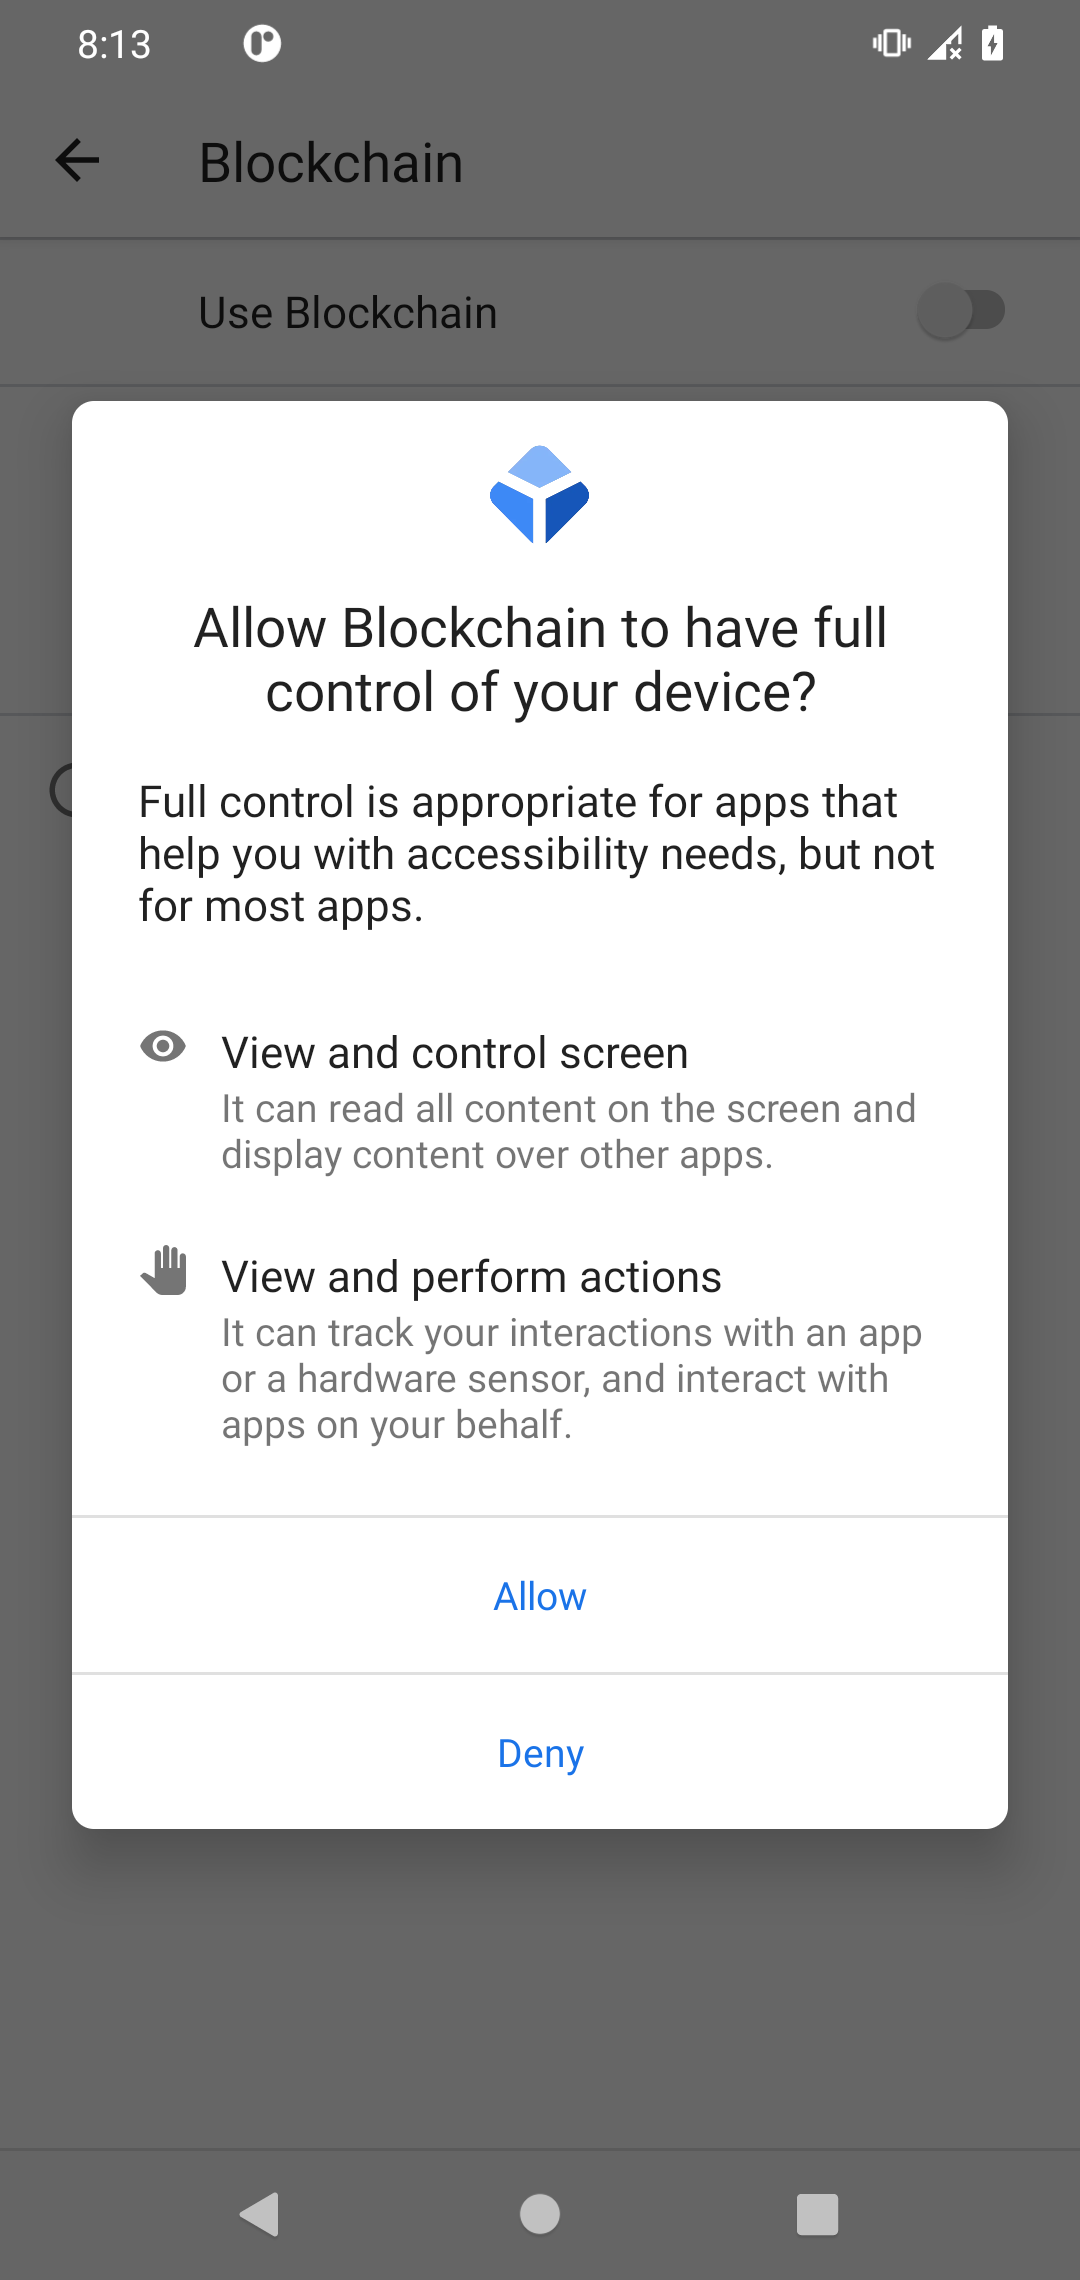 8:13
Blockchain
Use Blockchain
Allow Blockchain to have full
control of your device?
Full control is appropriate for apps that
help you with accessibility needs, but not
for most apps.
View and control screen
It can read all content on the screen and
display content over other apps.
View and perform actions
It can track your interactions with an app
or a hardware sensor, and interact with
apps on your behalf.
Allow
Deny